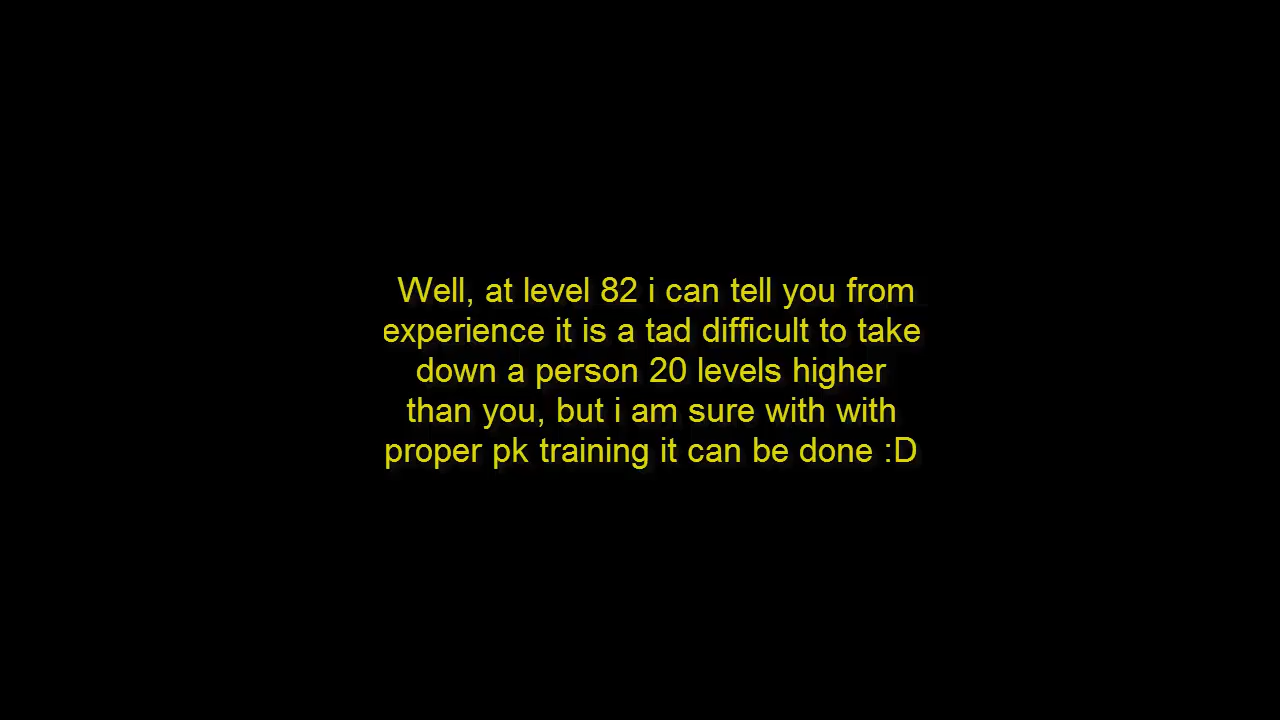 Well, at level 82 i can tell you from
experience it is a tad difficult to take
down a person 20 levels higher
than you, but i am sure with with
proper pk training it can be done :D